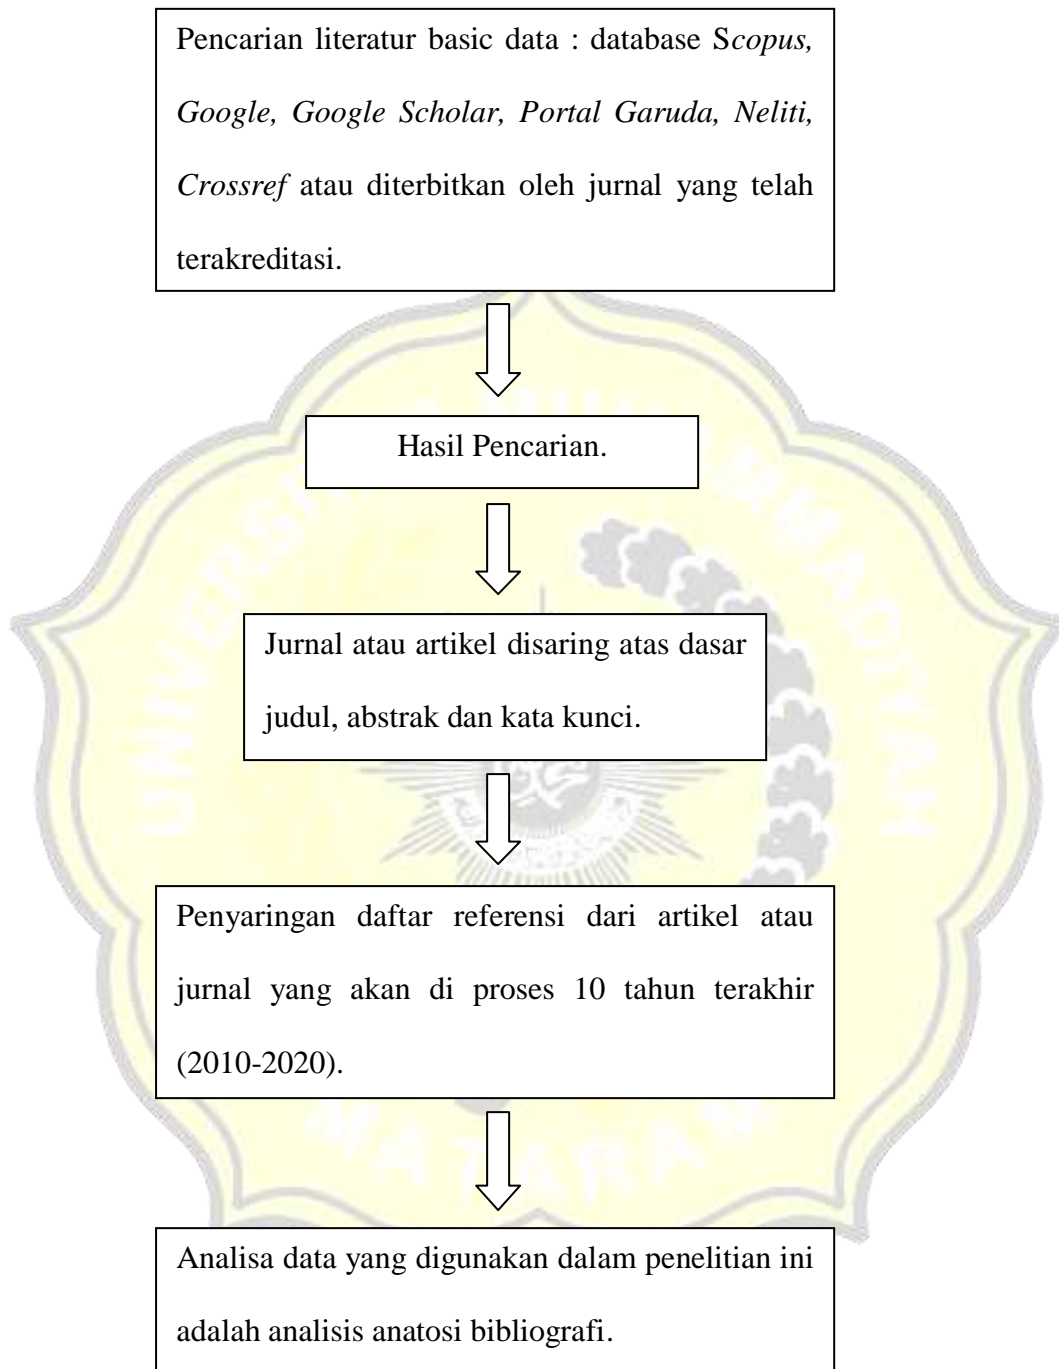 Pencarian literatur basic data : database Scopus,
Google, Google Scholar, Portal Garuda, Neliti,
Crossref atau diterbitkan oleh jurnal yang telah
terakreditasi.
Hasil Pencarian.
Jurnal atau artikel disaring atas dasar
judul, abstrak dan kata kunci.
Penyaringan daftar referensi dari artikel atau
jurnal yang akan di proses 10 tahun terakhir
(2010-2020).
Analisa data yang digunakan dalam penelitian ini
adalah analisis anatosi bibliografi.
MATARAM